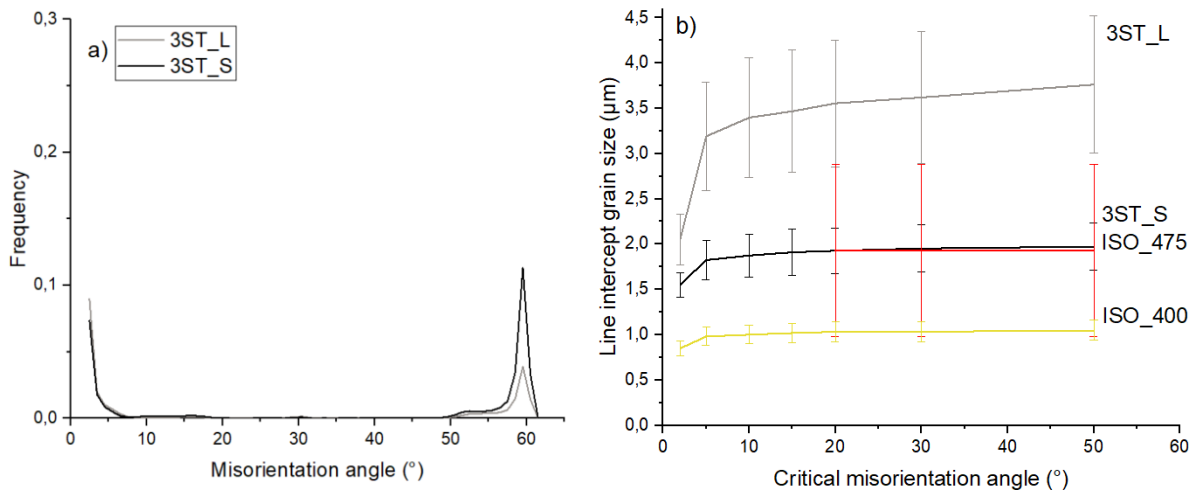 a)
3ST_L
3ST_S
0,3
0,2
0,1
0,0
Frequency
0 10 20 30 40 50 60
Misorientation angle (°)
b)
4,5
4,0
3,5
3,0
2,5
2,0
1,5
1,0
0,5
0,0
Line intercept grain size (µm)
3ST_L
3ST_S
ISO_475
ISO_400
0 10 20 30 40 50 60
Critical misorientation angle (°)